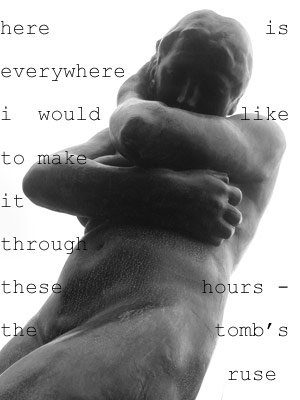 here is
everywhere
i would like
to make
it
through
these hours -
the tomb's
ruse